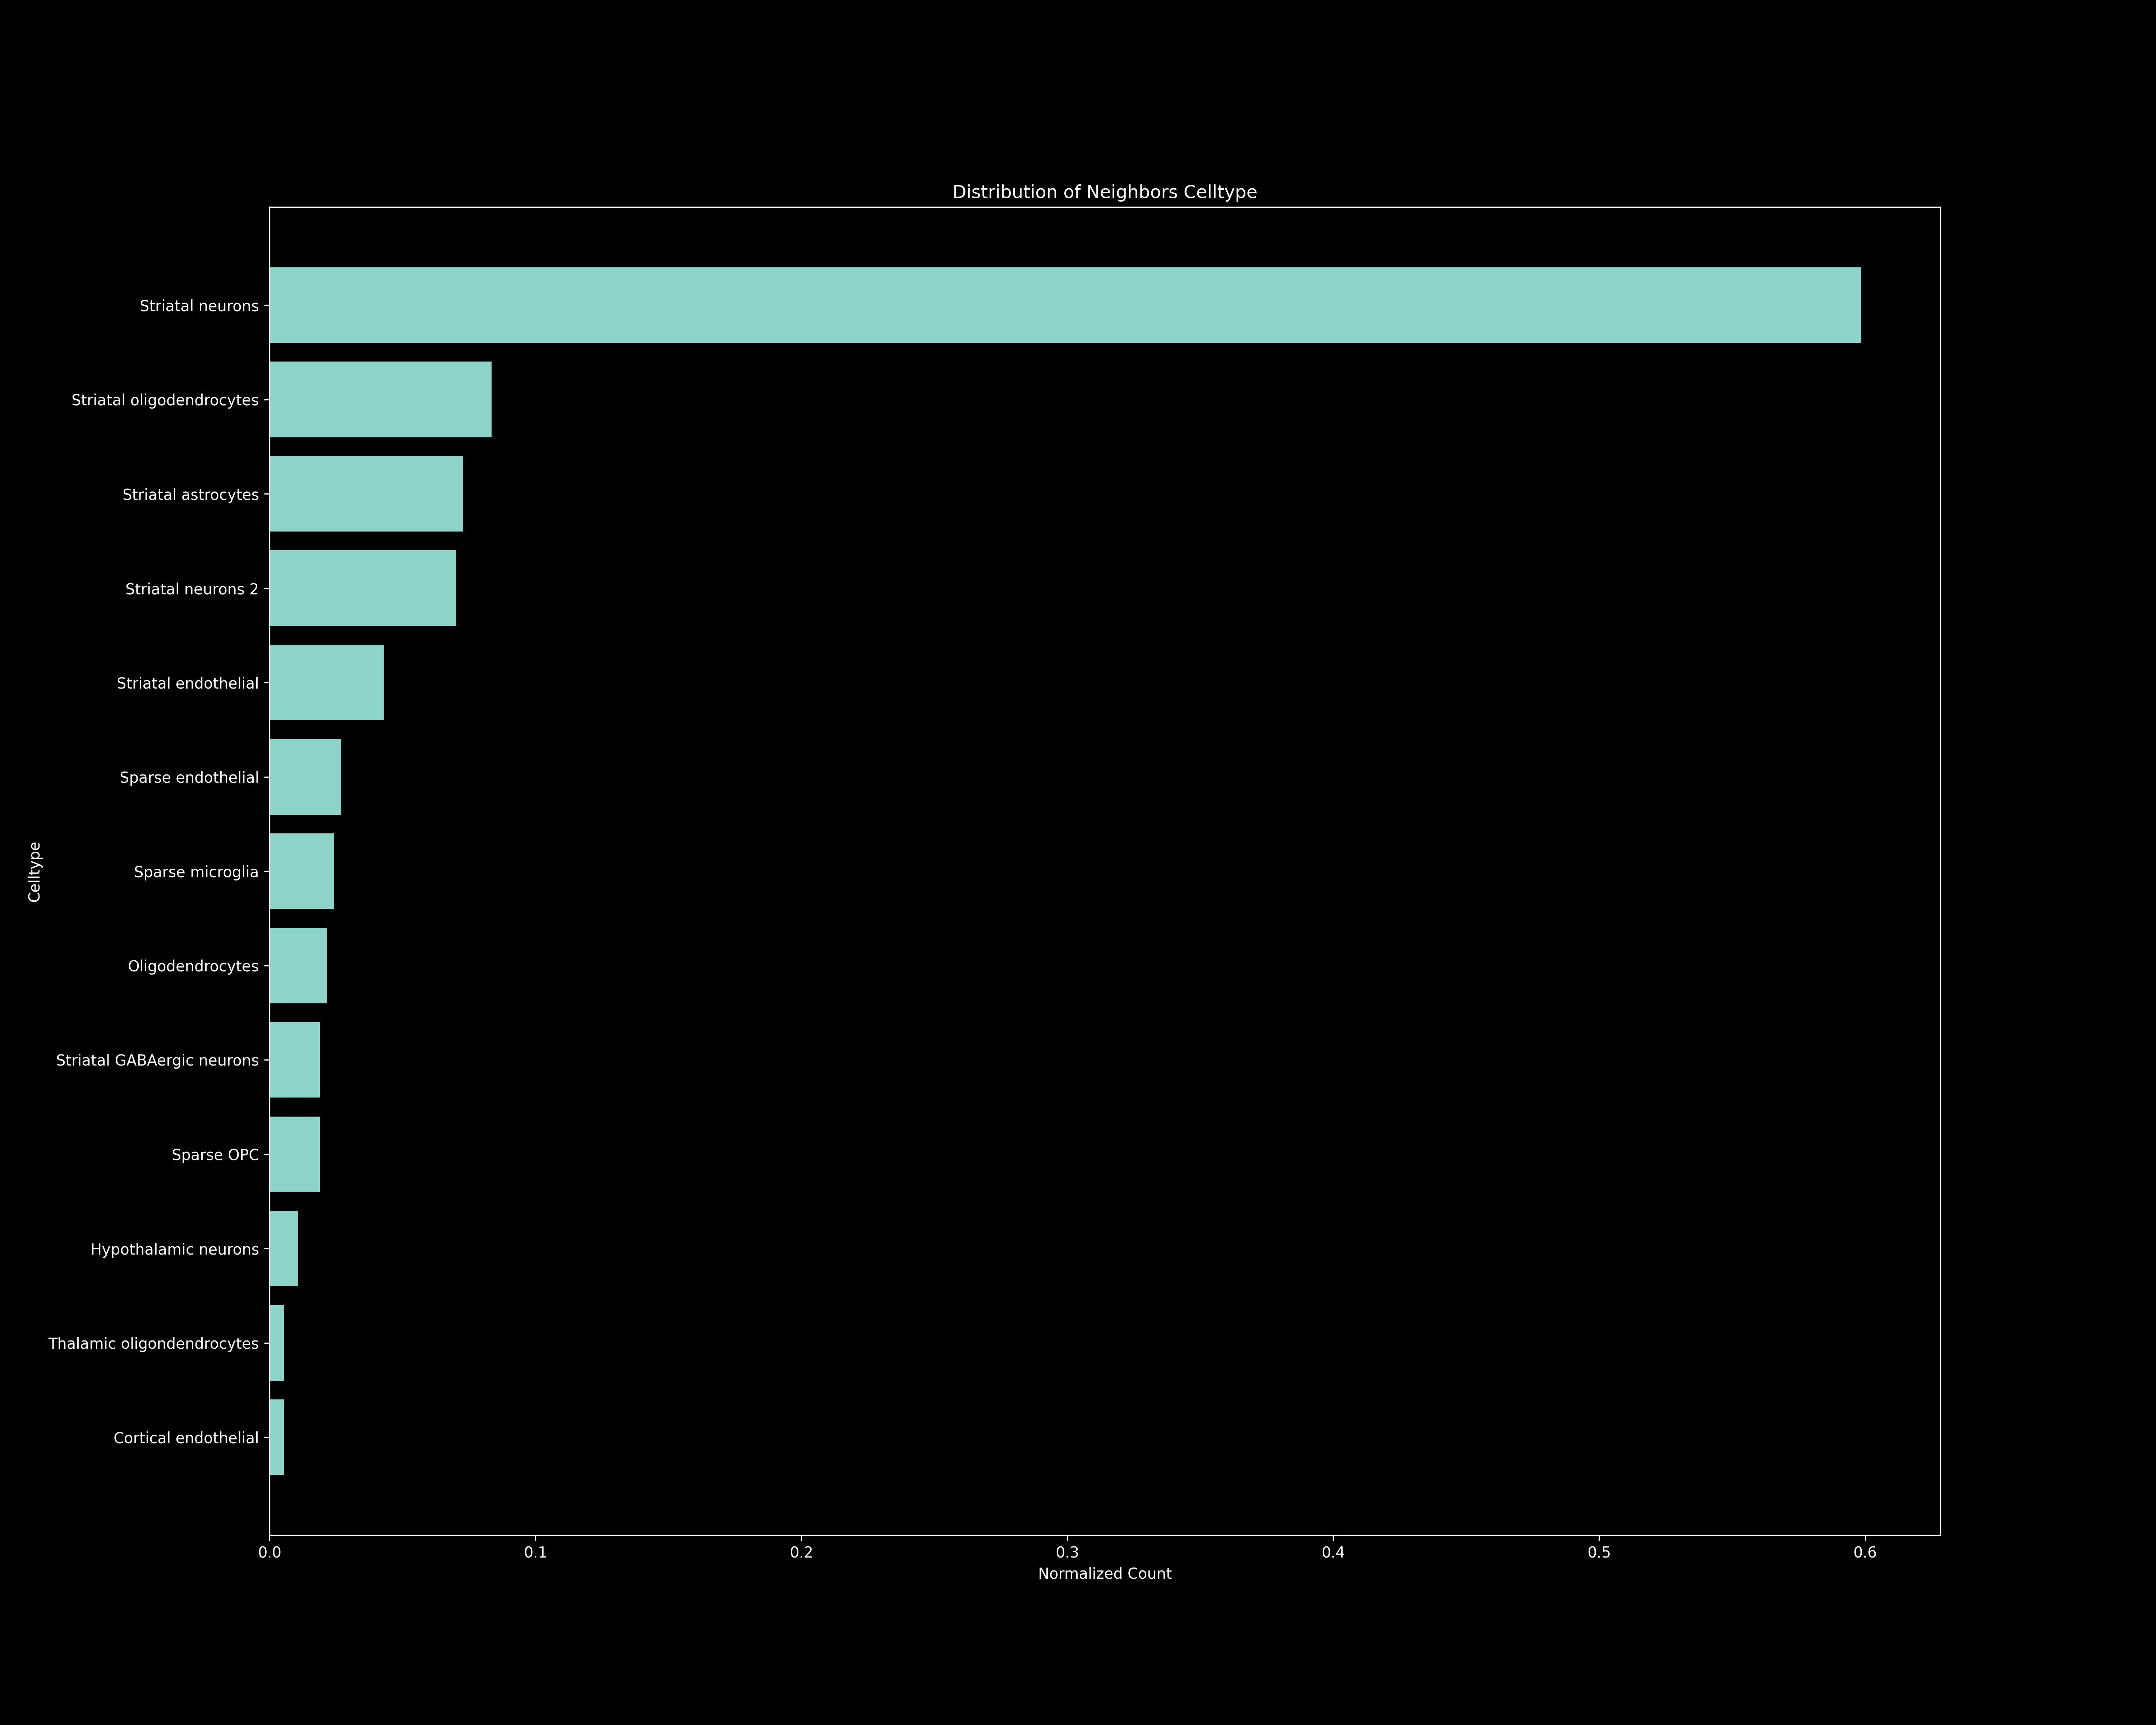 Distribution of Neighbors Celltype
Striatal neurons
Striatal oligodendrocytes
Striatal astrocytes
Striatal neurons 2
Striatal endothelial
Sparse endothelial
Sparse microglia
Oligodendrocytes
Striatal GABAergic neurons
Sparse OPC
Hypothalamic neurons
Thalamic oligondendrocytes
Cortical endothelial
Celltype
0.0 0.1 0.2 0.3 0.4 0.5 0.6
Normalized Count